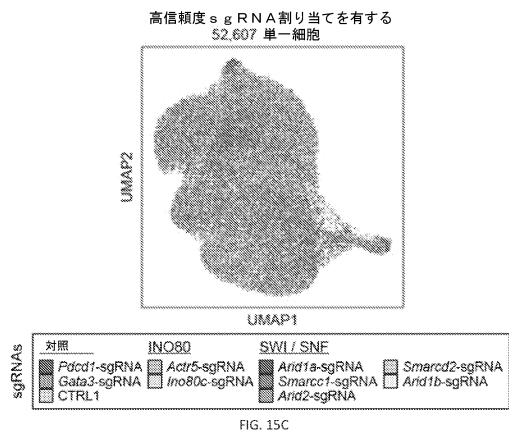 高信頼度sgRNA割り当てを有する
52,607 単一細胞
UMAP2
UMAP1
sgRNAs
対照 INO80 SWI / SNF
Pdcd1-sgRNA Actr5-sgRNA Arid1a-sgRNA Smarcd2-sgRNA
Gata3-sgRNA Ino80c-sgRNA Smarcc1-sgRNA Arid1b-sgRNA
CTRL1 Arid2-sgRNA
FIG. 15C